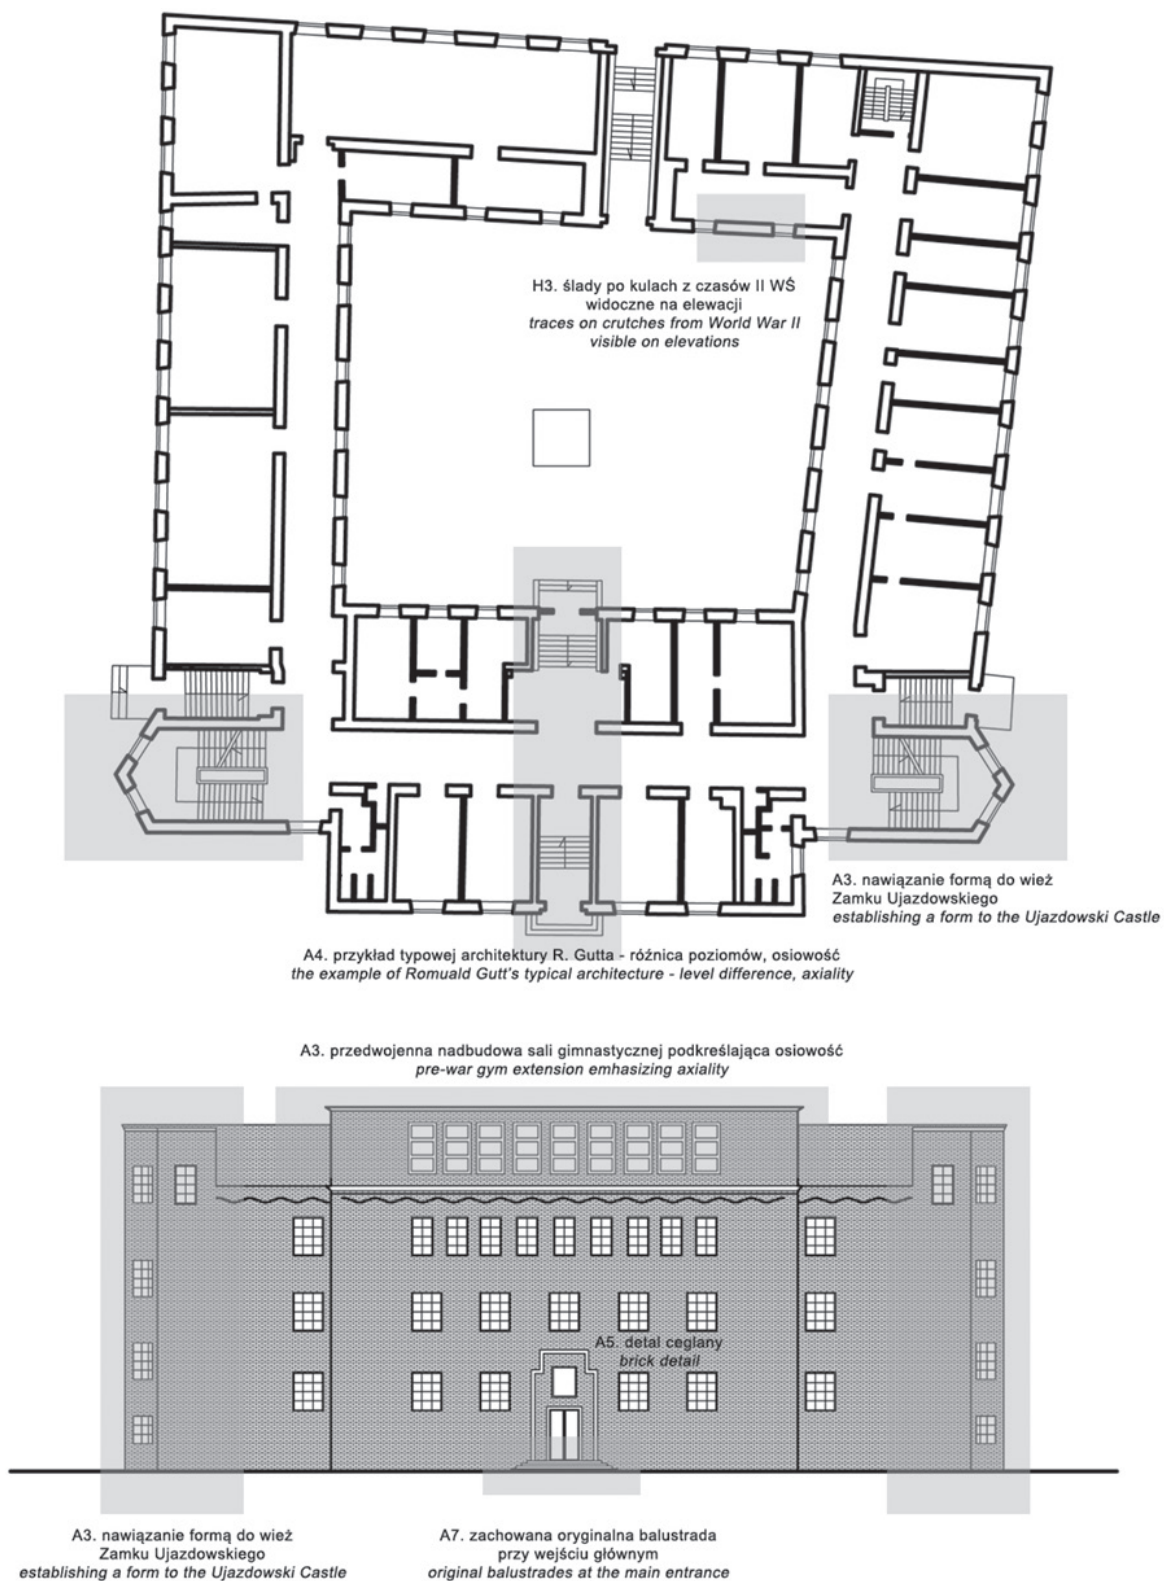 H3. ślady po kulach z czasów II WŚ
widoczne na elewacji
traces on crutches from World War II
visible on elevations
A3. nawiązanie formą do wież
Zamku Ujazdowskiego
establishing a form to the Ujazdowski Castle
A4. przykład typowej architektury R. Gutta - różnica poziomów, osiowość
the example of Romuald Gutt's typical architecture - level difference, axiality
A3. przedwojenna nadbudowa sali gimnastycznej podkreślająca osiowość
pre-war gym extension emhasizing axiality
A5. detal ceglany
brick detail
A3. nawiązanie formą do wież
Zamku Ujazdowskiego
establishing a form to the Ujazdowski Castle
A7. zachowana oryginalna balustrada
przy wejściu głównym
original balustrades at the main entrance